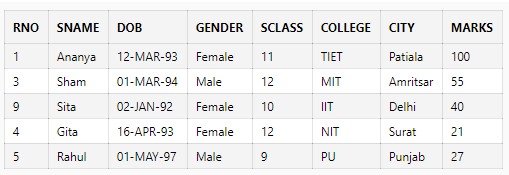 RNO SNAME DOB GENDER SCLASS COLLEGE CITY MARKS
1 Ananya 12-MAR-93 Female 11 TIET Patiala 100
3 Sham 01-MAR-94 Male 12 MIT Amritsar 55
9 Sita 02-JAN-92 Female 10 IIT Delhi 40
4 Gita 16-APR-93 Female 12 NIT Surat 21
5 Rahul 01-MAY-97 Male 9 PU Punjab 27